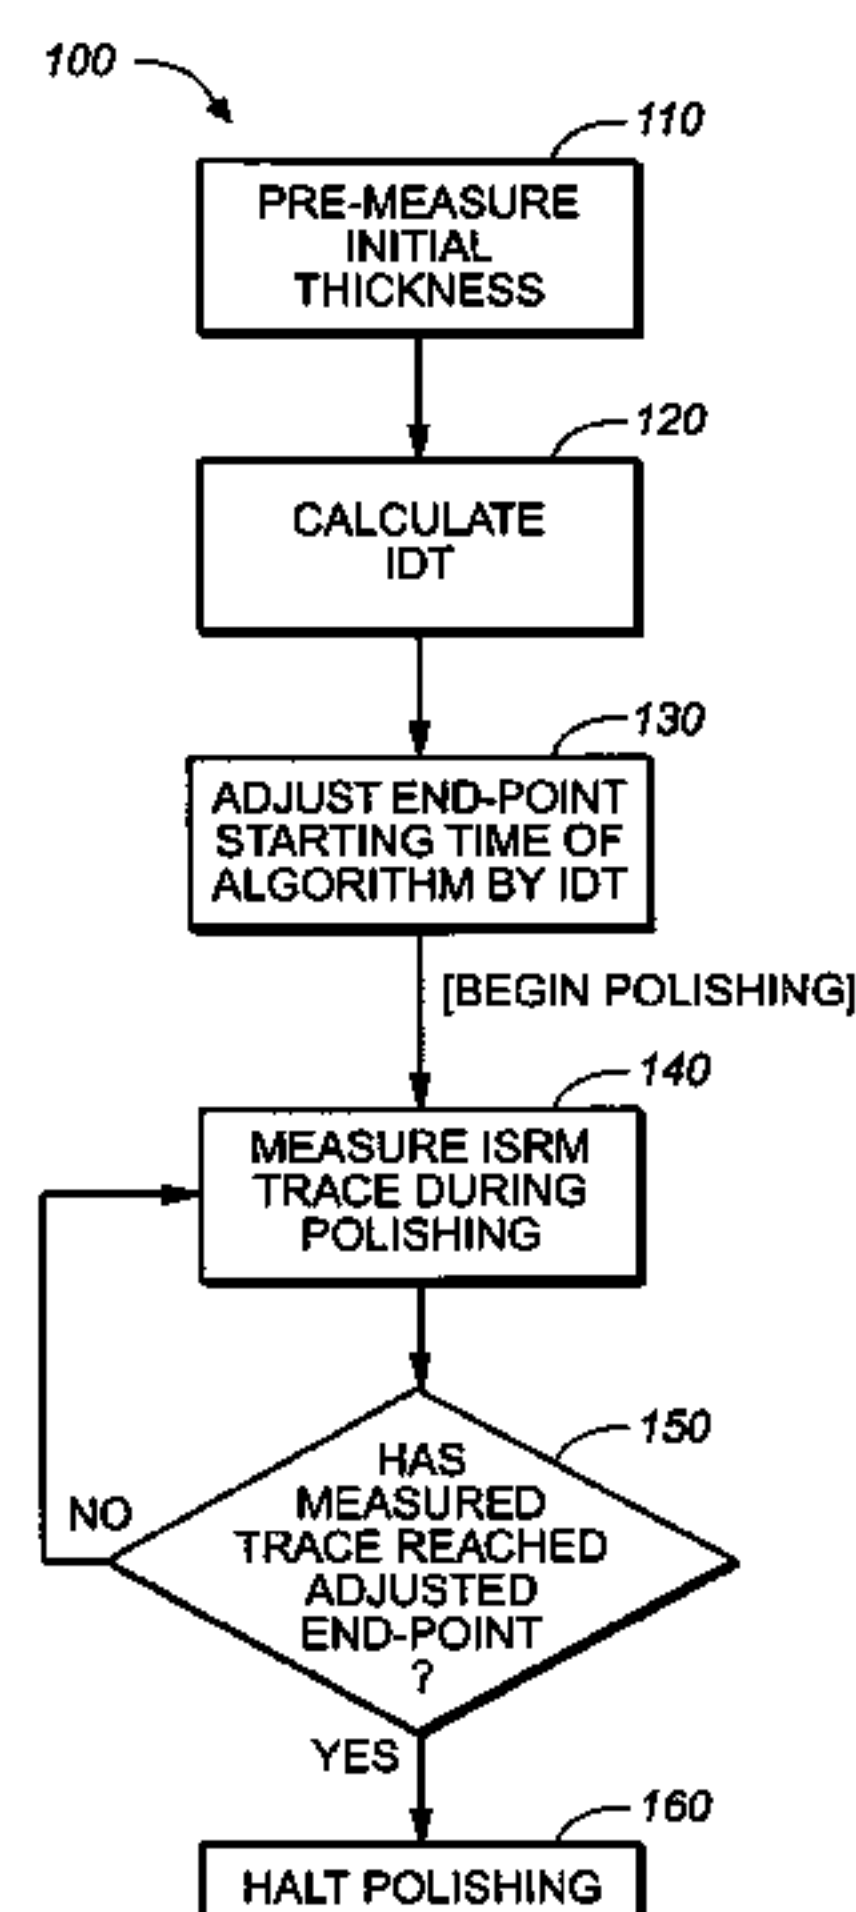 100
110
PRE-MEASURE
INITIAL
THICKNESS
120
CALCULATE
IDT
130
ADJUST END-POINT
STARTING TIME OF
ALGORITHM BY IDT
[BEGIN POLISHING]
140
MEASURE ISRM
TRACE DURING
POLISHING
150
HAS
MEASURED
TRACE REACHED
ADJUSTED
END-POINT
?
NO
YES
160
HALT POLISHING